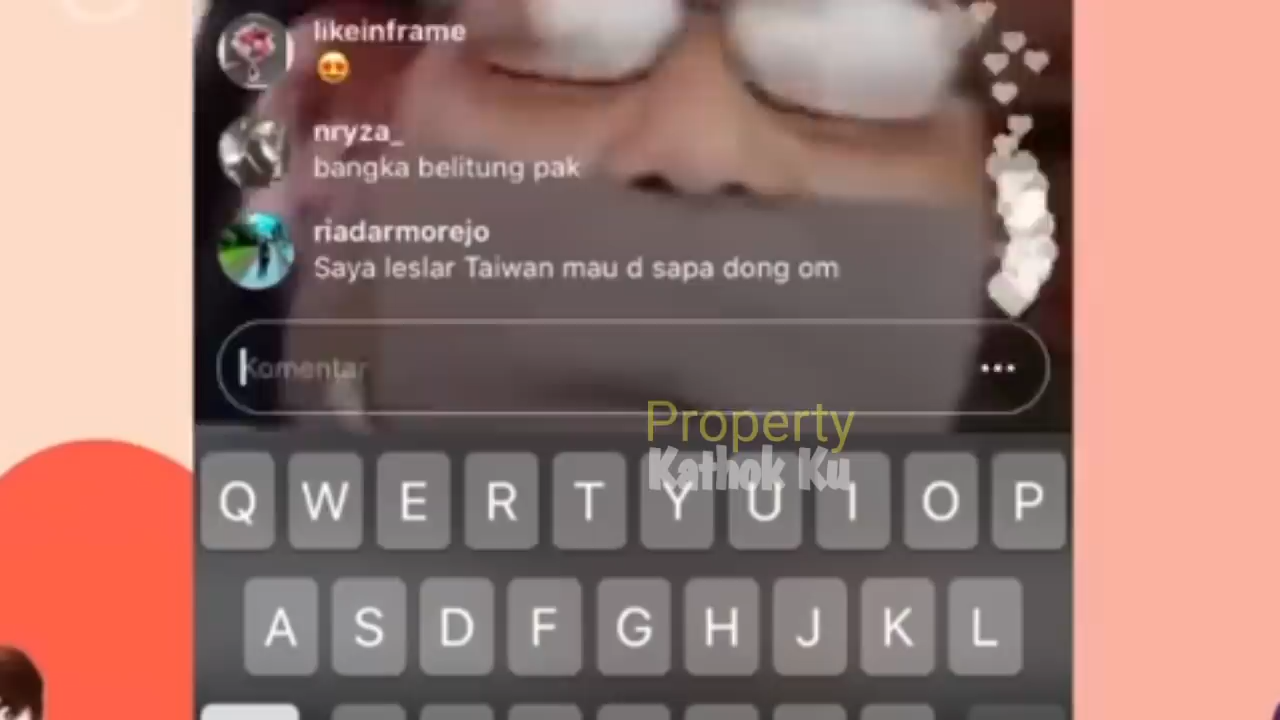 likeinframe
😍
nryza_
bangka belitung pak
riadarmorejo
Saya leslar Taiwan mau d sapa dong om
Komentar
Property
Kathok Ku
Q W E R T Y U I O P
A S D F G H J K L